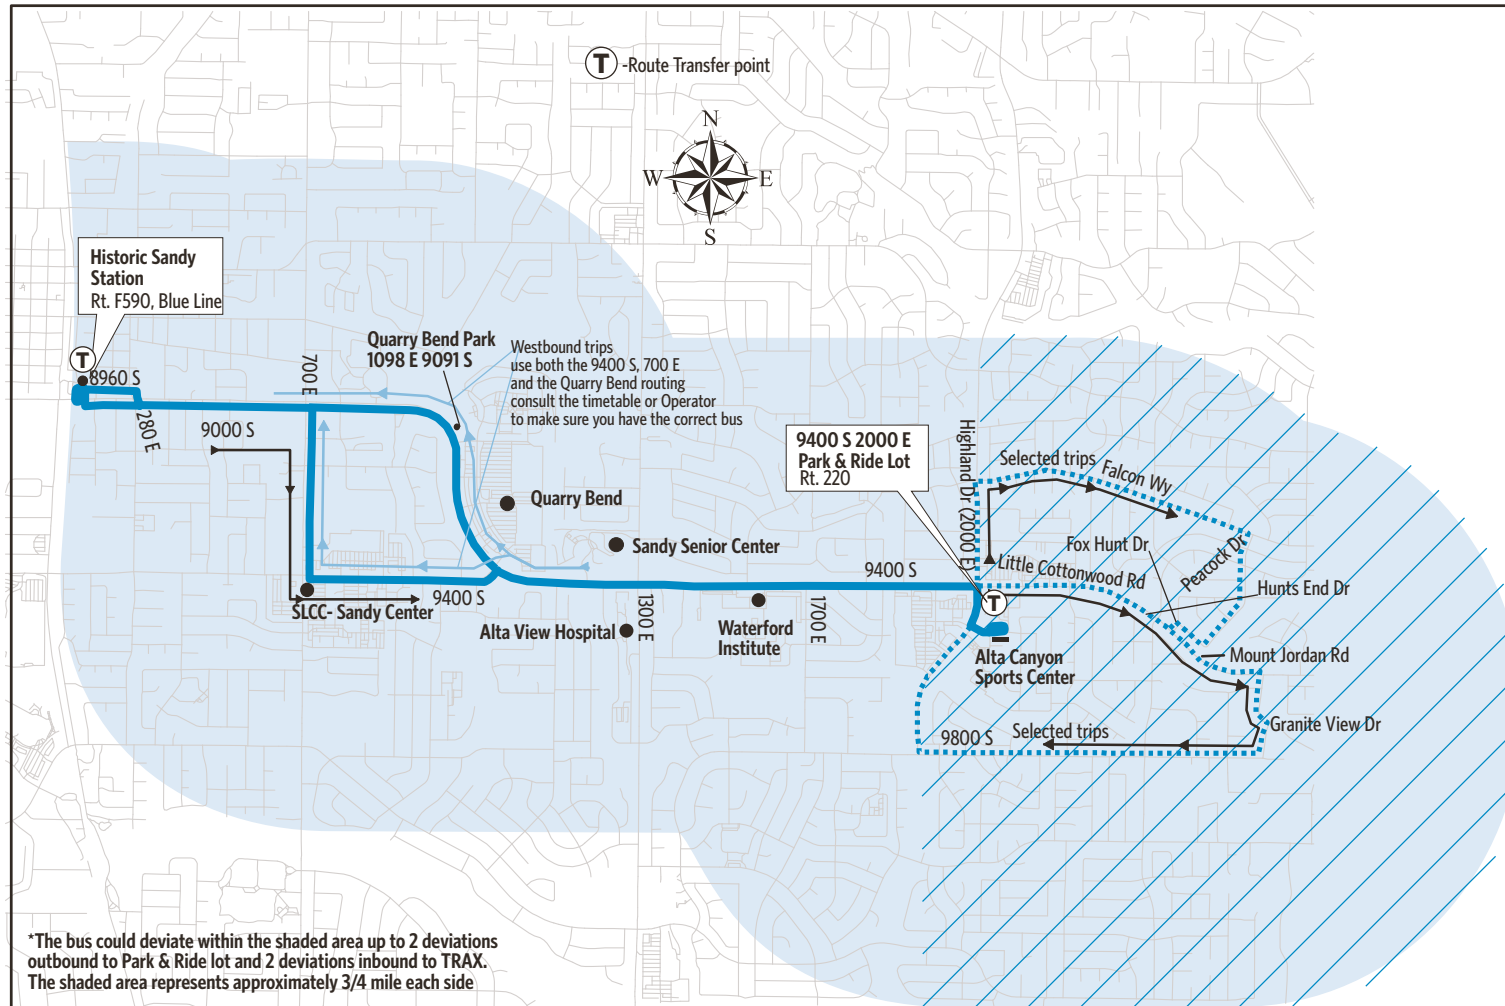 T -Route Transfer point
N
W E
S
Historic Sandy
Station
Rt. F590, Blue Line
T
8960 S
280 E
700 E
9000 S
Quarry Bend Park
1098 E 9091 S
Westbound trips
use both the 9400 S, 700 E
and the Quarry Bend routing
consult the timetable or Operator
to make sure you have the correct bus
Quarry Bend
Sandy Senior Center
SLCC- Sandy Center
9400 S
Alta View Hospital
1300 E
Waterford
Institute
1700 E
9400 S
9400 S 2000 E
Park & Ride Lot
Rt. 220
Highland Dr (2000 E)
Selected trips
Falcon Wy
Fox Hunt Dr
Little Cottonwood Rd
Peacock Dr
Hunts End Dr
T
Mount Jordan Rd
Alta Canyon
Sports Center
Granite View Dr
9800 S
Selected trips
*The bus could deviate within the shaded area up to 2 deviations
outbound to Park & Ride lot and 2 deviations inbound to TRAX.
The shaded area represents approximately 3/4 mile each side